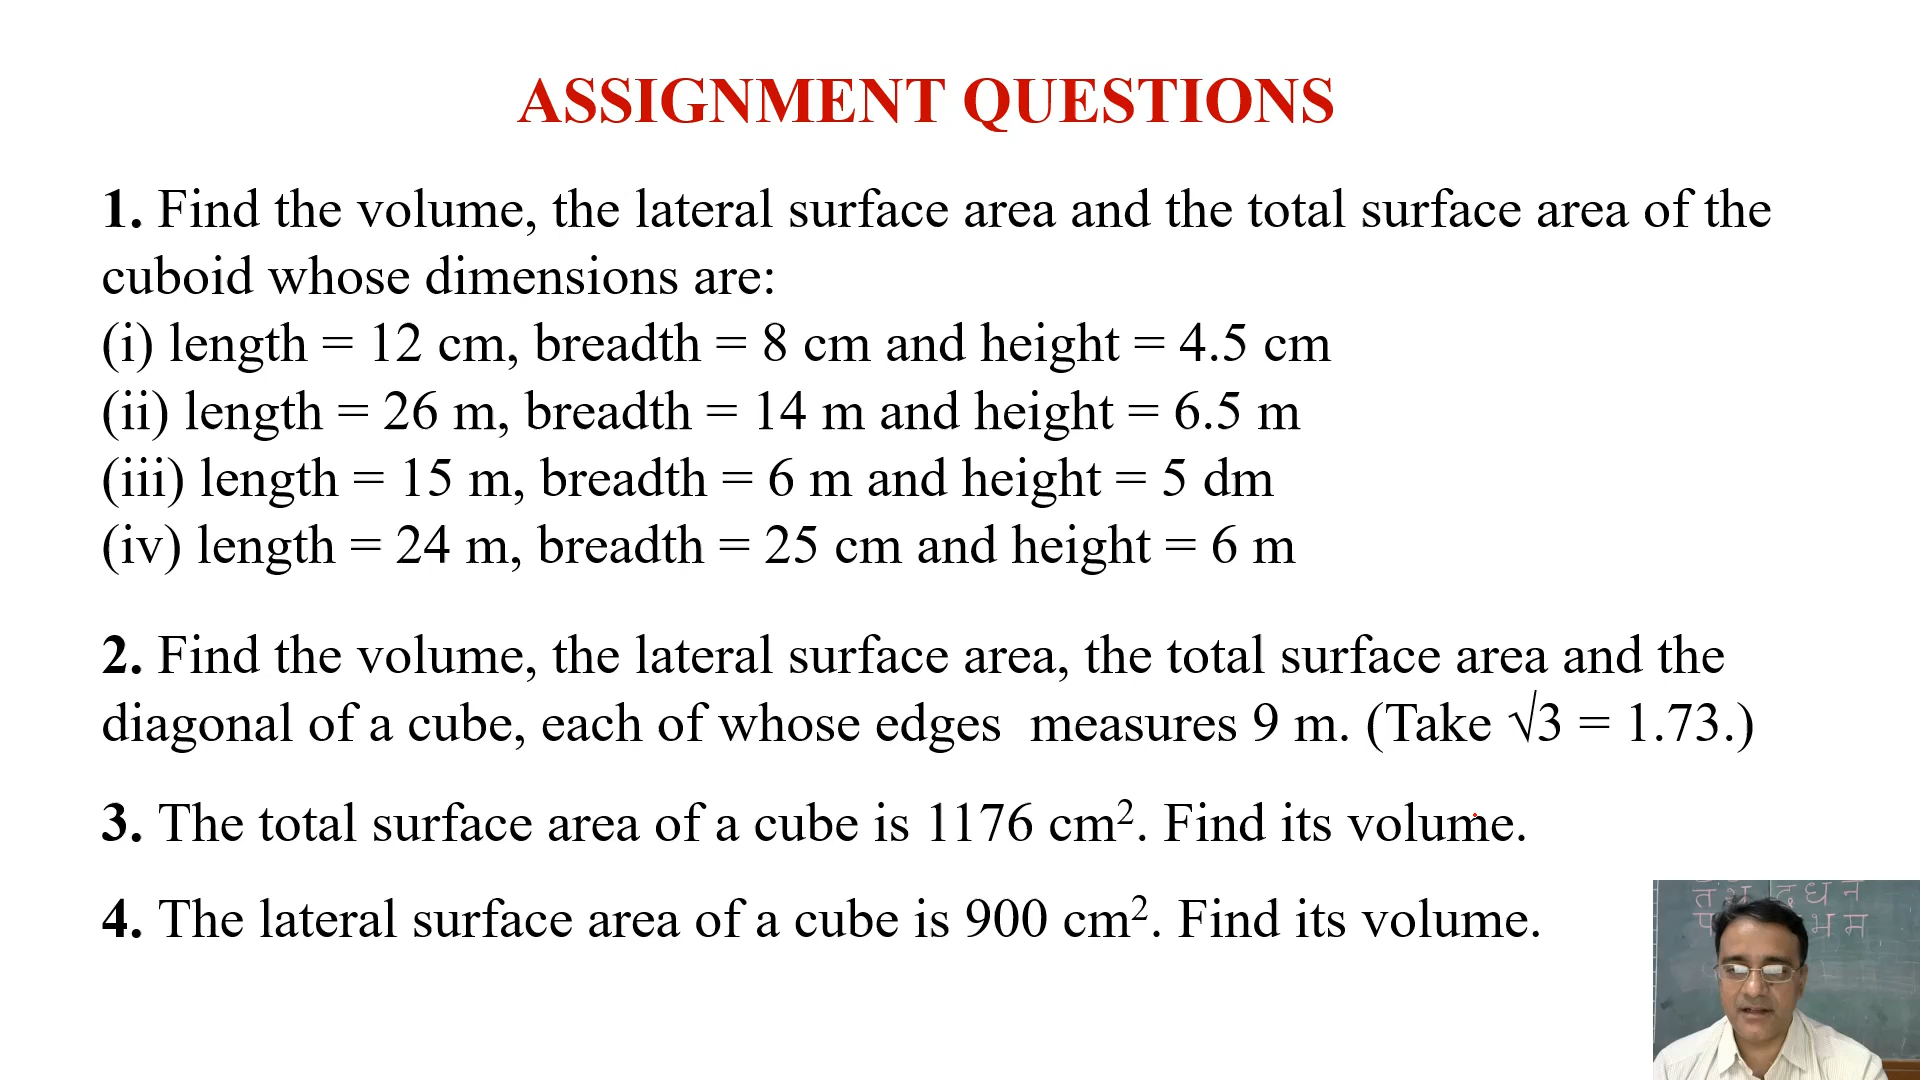 ASSIGNMENT QUESTIONS
1. Find the volume, the lateral surface area and the total surface area of the
cuboid whose dimensions are:
(i) length = 12 cm, breadth = 8 cm and height = 4.5 cm
(ii) length = 26 m, breadth = 14 m and height = 6.5 m
(iii) length = 15 m, breadth = 6 m and height = 5 dm
(iv) length = 24 m, breadth = 25 cm and height = 6 m
2. Find the volume, the lateral surface area, the total surface area and the
diagonal of a cube, each of whose edges  measures 9 m. (Take √3 = 1.73.)
3. The total surface area of a cube is 1176 cm². Find its volume.
4. The lateral surface area of a cube is 900 cm². Find its volume.
त थ द ध न
प भ म